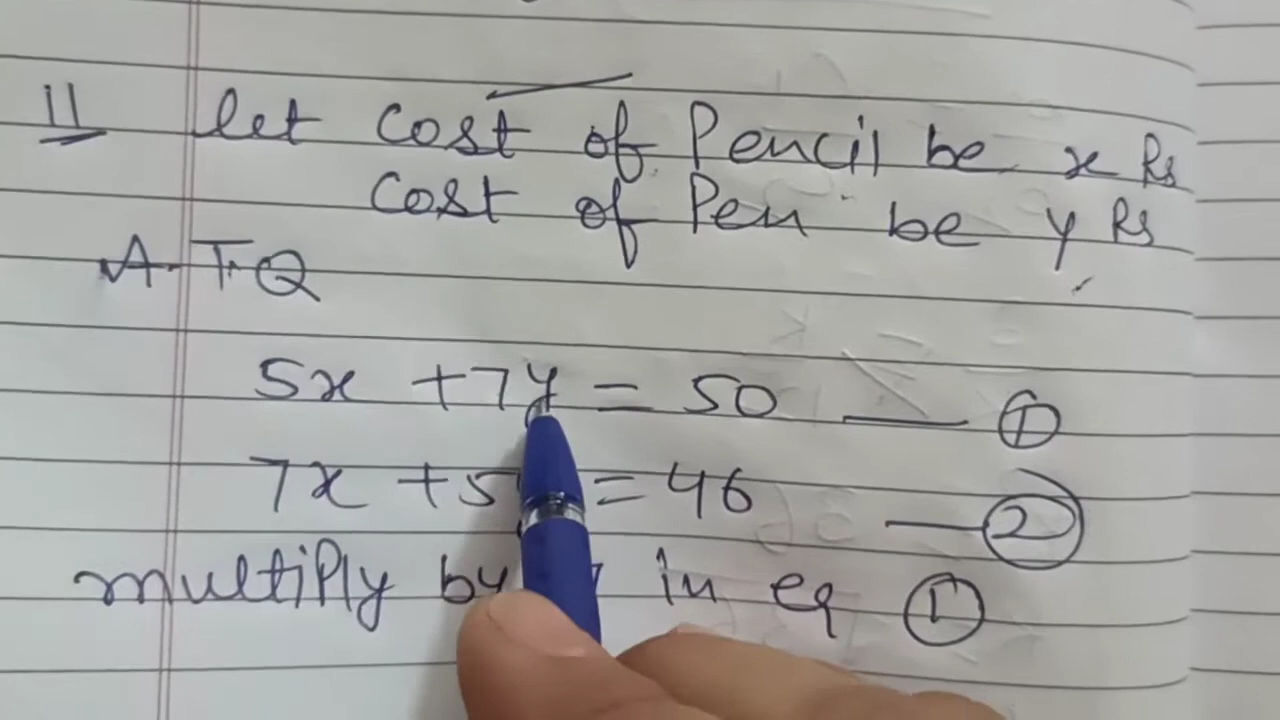 11 let Cost of Pencil be x Rs
Cost of Pen be y Rs
A.T.Q
5x + 7y = 50 — ①
7x + 5 = 46 — ②
multiply by in eq ①